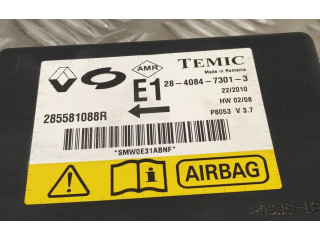 AMR
TEMIC
Made in Romania
E1
28-4084-7301-3
22/2010
HW 02/08
P8053 V 3.7
285581088R
*SMW0E31ABNF*
AIRBAG